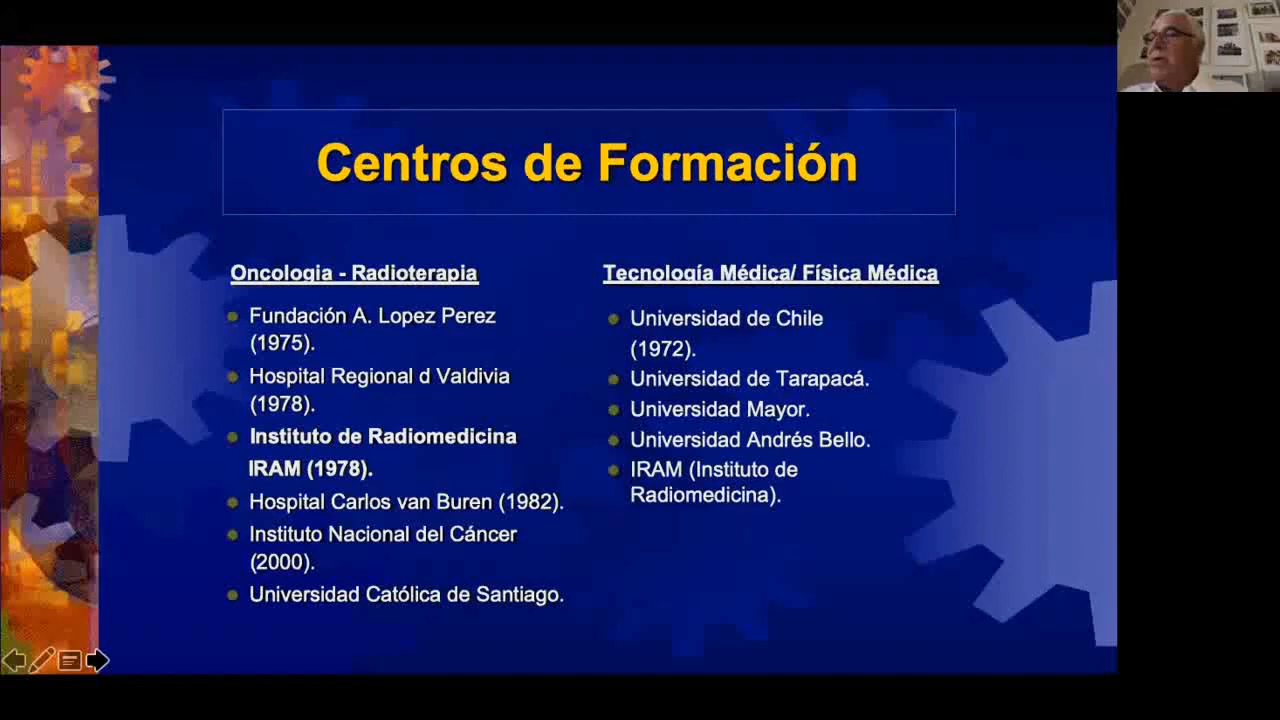 Centros de Formación
Oncologia - Radioterapia
Fundación A. Lopez Perez
(1975).
Hospital Regional d Valdivia
(1978).
Instituto de Radiomedicina
IRAM (1978).
Hospital Carlos van Buren (1982).
Instituto Nacional del Cáncer
(2000).
Universidad Católica de Santiago.
Tecnología Médica/ Física Médica
Universidad de Chile
(1972).
Universidad de Tarapacá.
Universidad Mayor.
Universidad Andrés Bello.
IRAM (Instituto de
Radiomedicina).